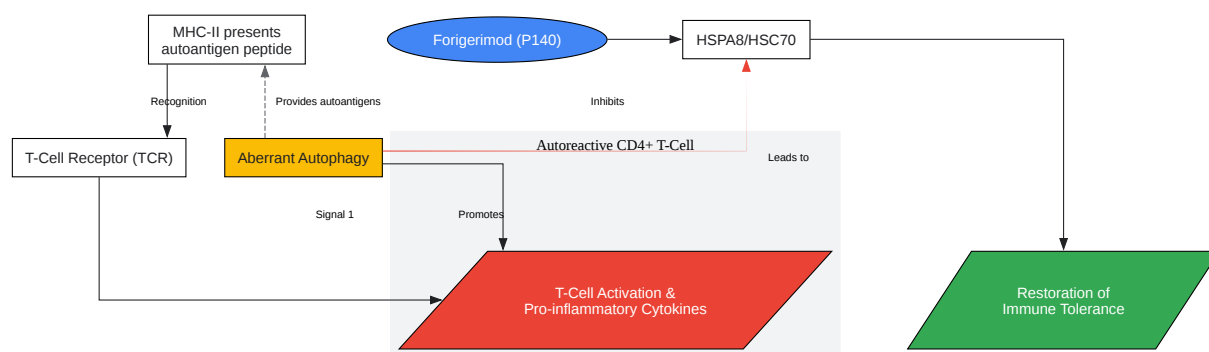 MHC-II presents
autoantigen peptide
Forigerimod (P140)
HSPA8/HSC70
Recognition
Provides autoantigens
Inhibits
T-Cell Receptor (TCR)
Aberrant Autophagy
Autoreactive CD4+ T-Cell
Leads to
Signal 1
Promotes
T-Cell Activation &
Pro-inflammatory Cytokines
Restoration of
Immune Tolerance